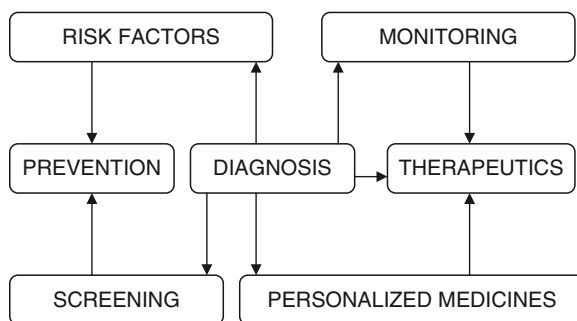 RISK FACTORS
MONITORING
PREVENTION
DIAGNOSIS
THERAPEUTICS
SCREENING
PERSONALIZED MEDICINES